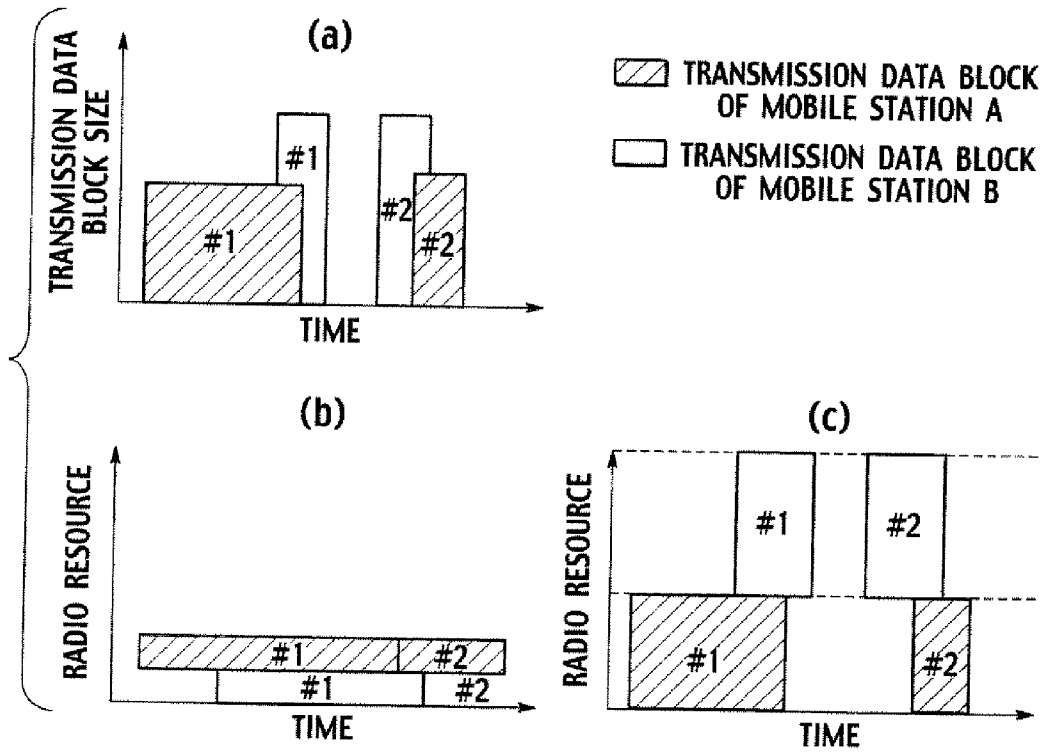 (a)
TRANSMISSION DATA
BLOCK SIZE
#1
#1
#2
#2
TIME
TRANSMISSION DATA BLOCK
OF MOBILE STATION A
TRANSMISSION DATA BLOCK
OF MOBILE STATION B
(b)
RADIO RESOURCE
#1
#2
#1
#2
TIME
(c)
RADIO RESOURCE
#1
#2
#1
#2
TIME